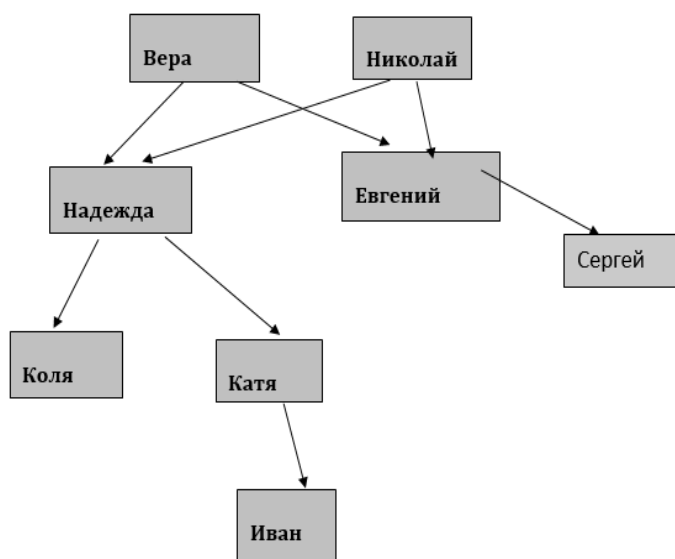 Вера
Николай
Надежда
Евгений
Сергей
Коля
Катя
Иван